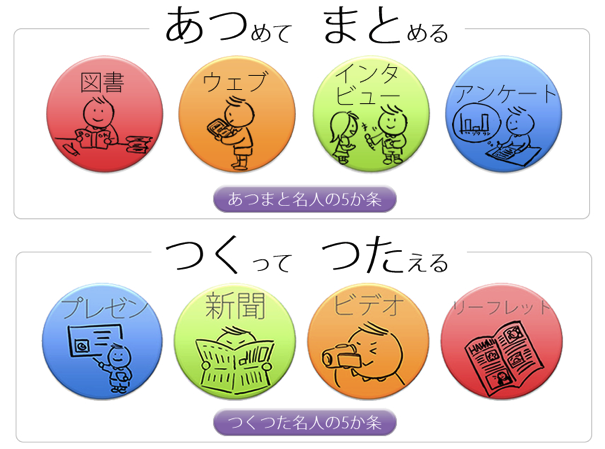 あつめて まとめる
図書
ウェブ
インタ
ビュー
アンケート
あつまと名人の5か条
つくって つたえる
プレゼン
新聞
ビデオ
リーフレット
HAWAII
つくつた名人の5か条